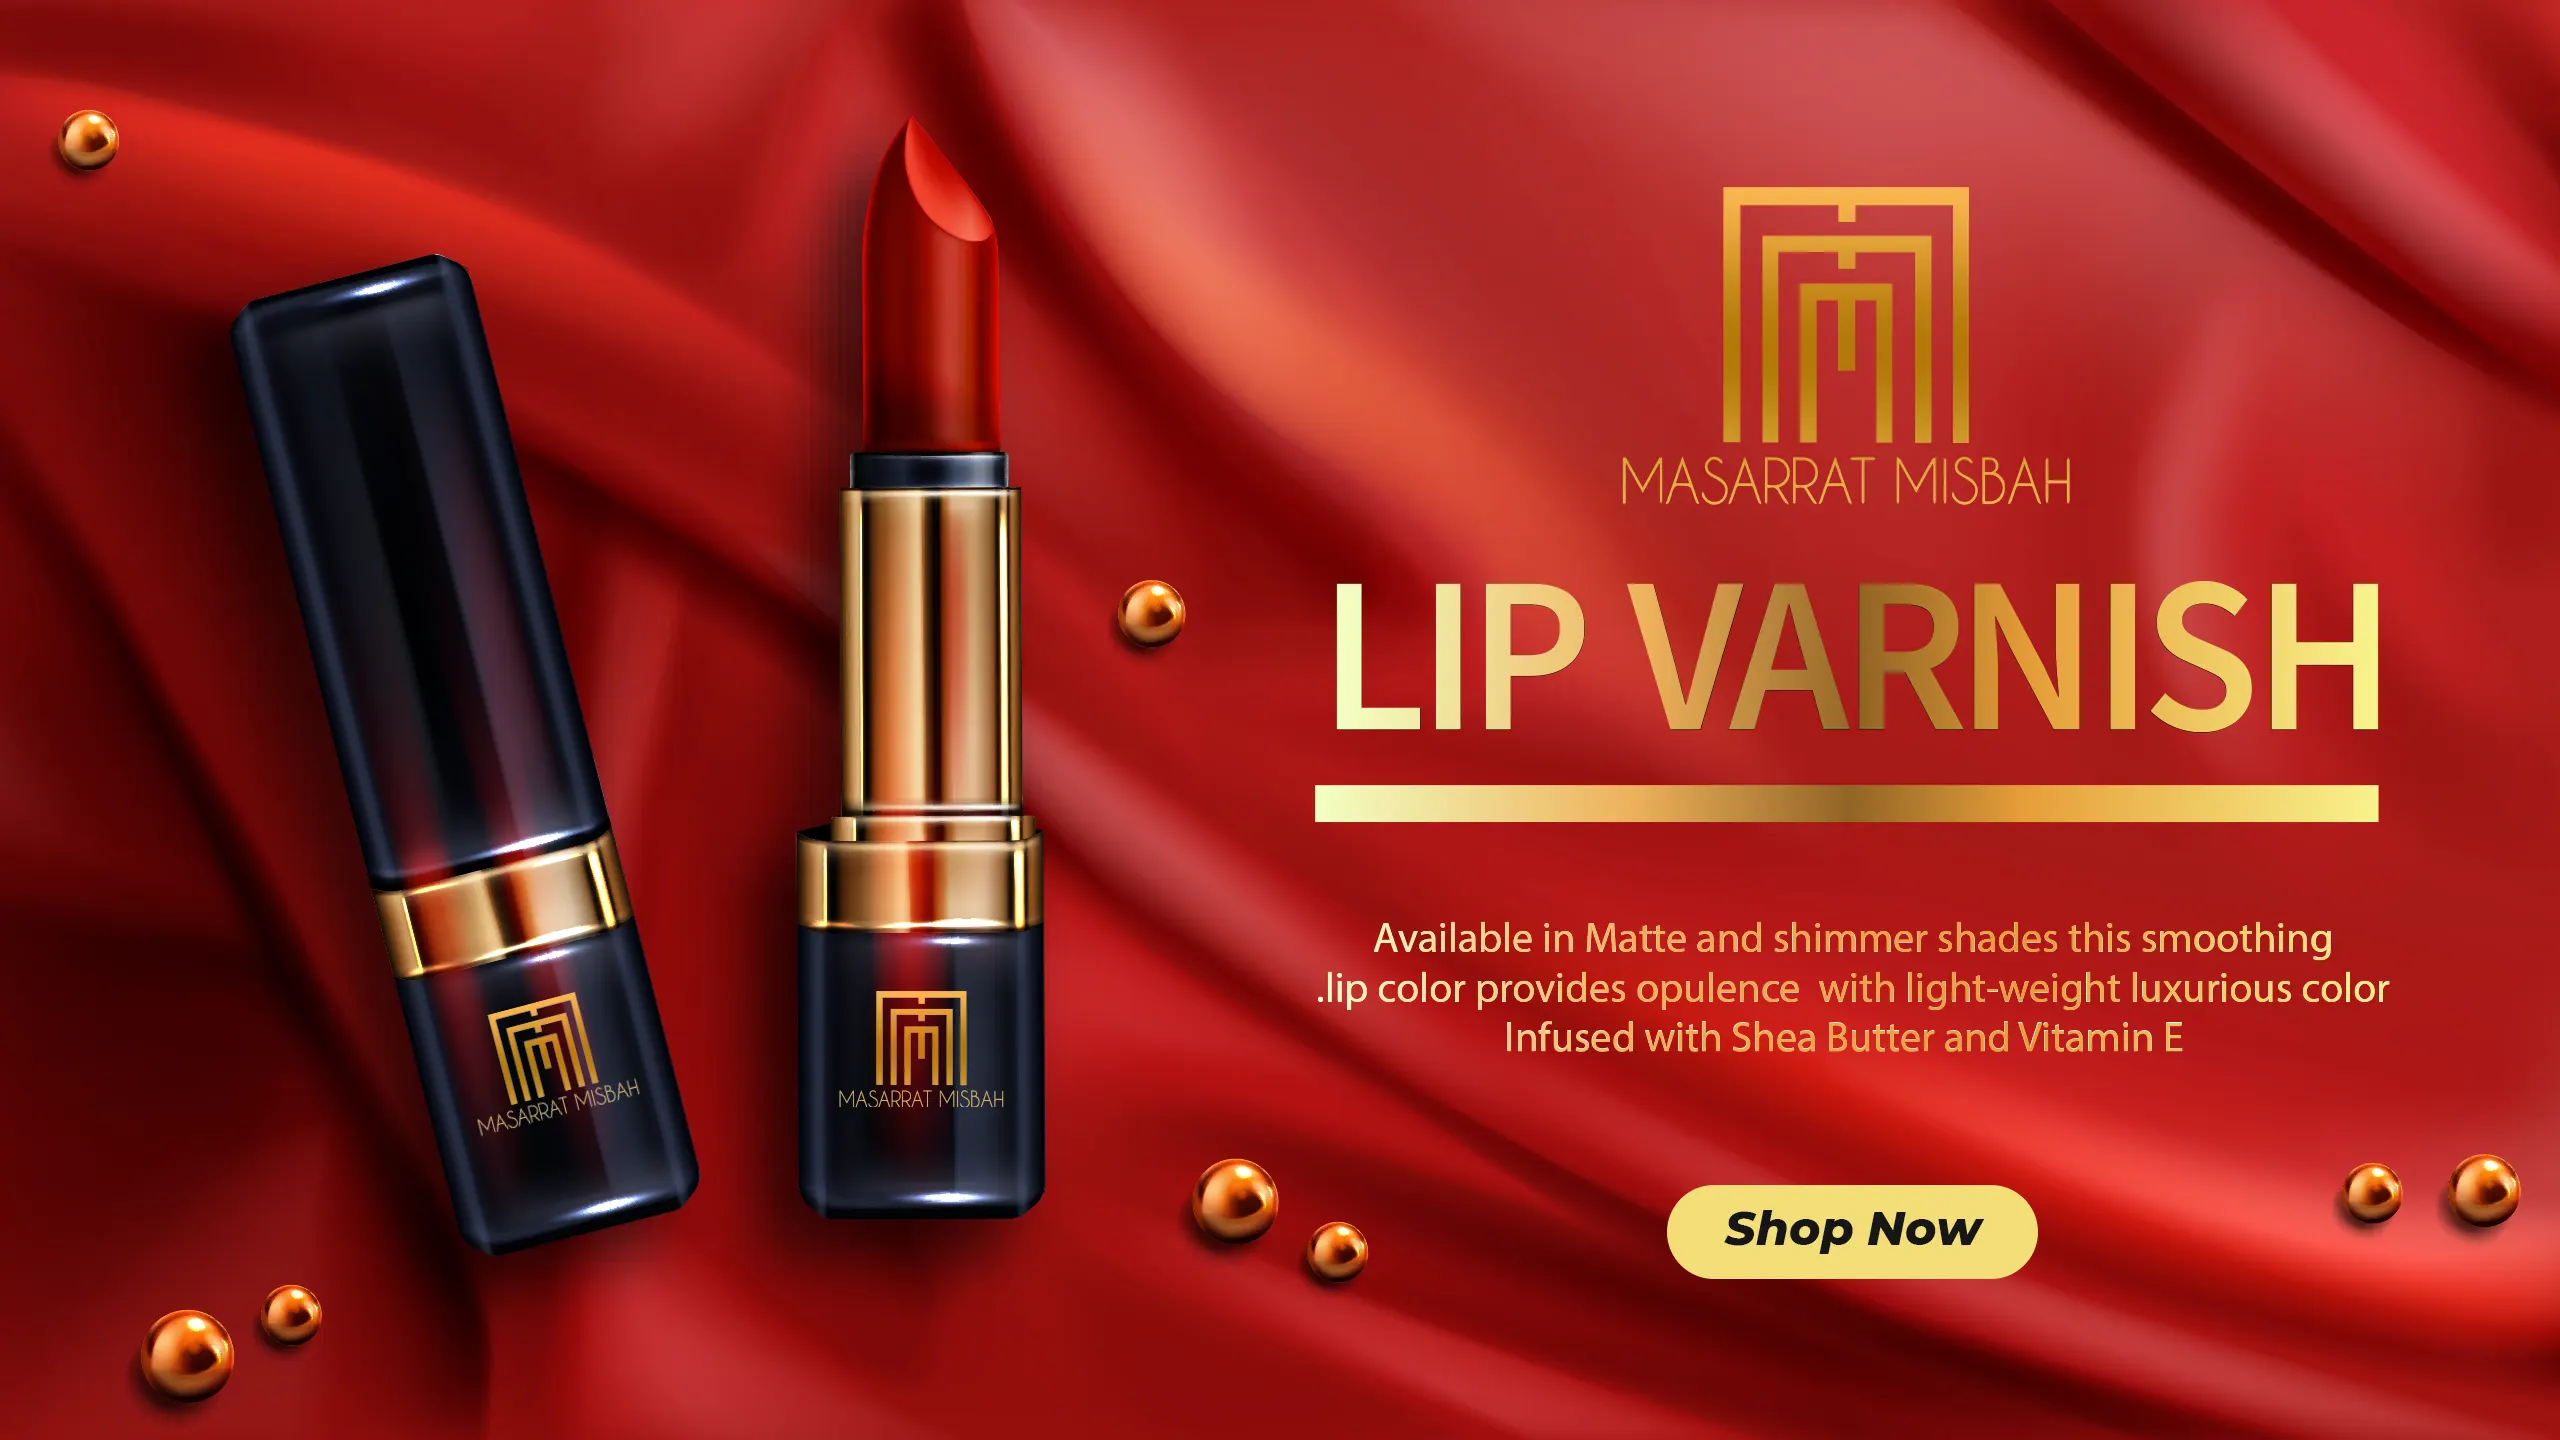 MASARRAT MISBAH
LIP VARNISH
Available in Matte and shimmer shades this smoothing
.lip color provides opulence  with light-weight luxurious color
Infused with Shea Butter and Vitamin E
Shop Now
MASARRAT MISBAH
MASARRAT MISBAH